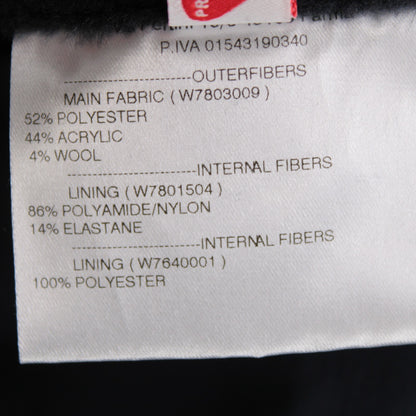 PR
P.IVA 01543190340
-----------------------OUTERFIBERS
MAIN FABRIC ( W7803009 )
52% POLYESTER
44% ACRYLIC
4% WOOL
-----------------------INTERNAL FIBERS
LINING ( W7801504 )
86% POLYAMIDE/NYLON
14% ELASTANE
-----------------------INTERNAL FIBERS
LINING ( W7640001 )
100% POLYESTER